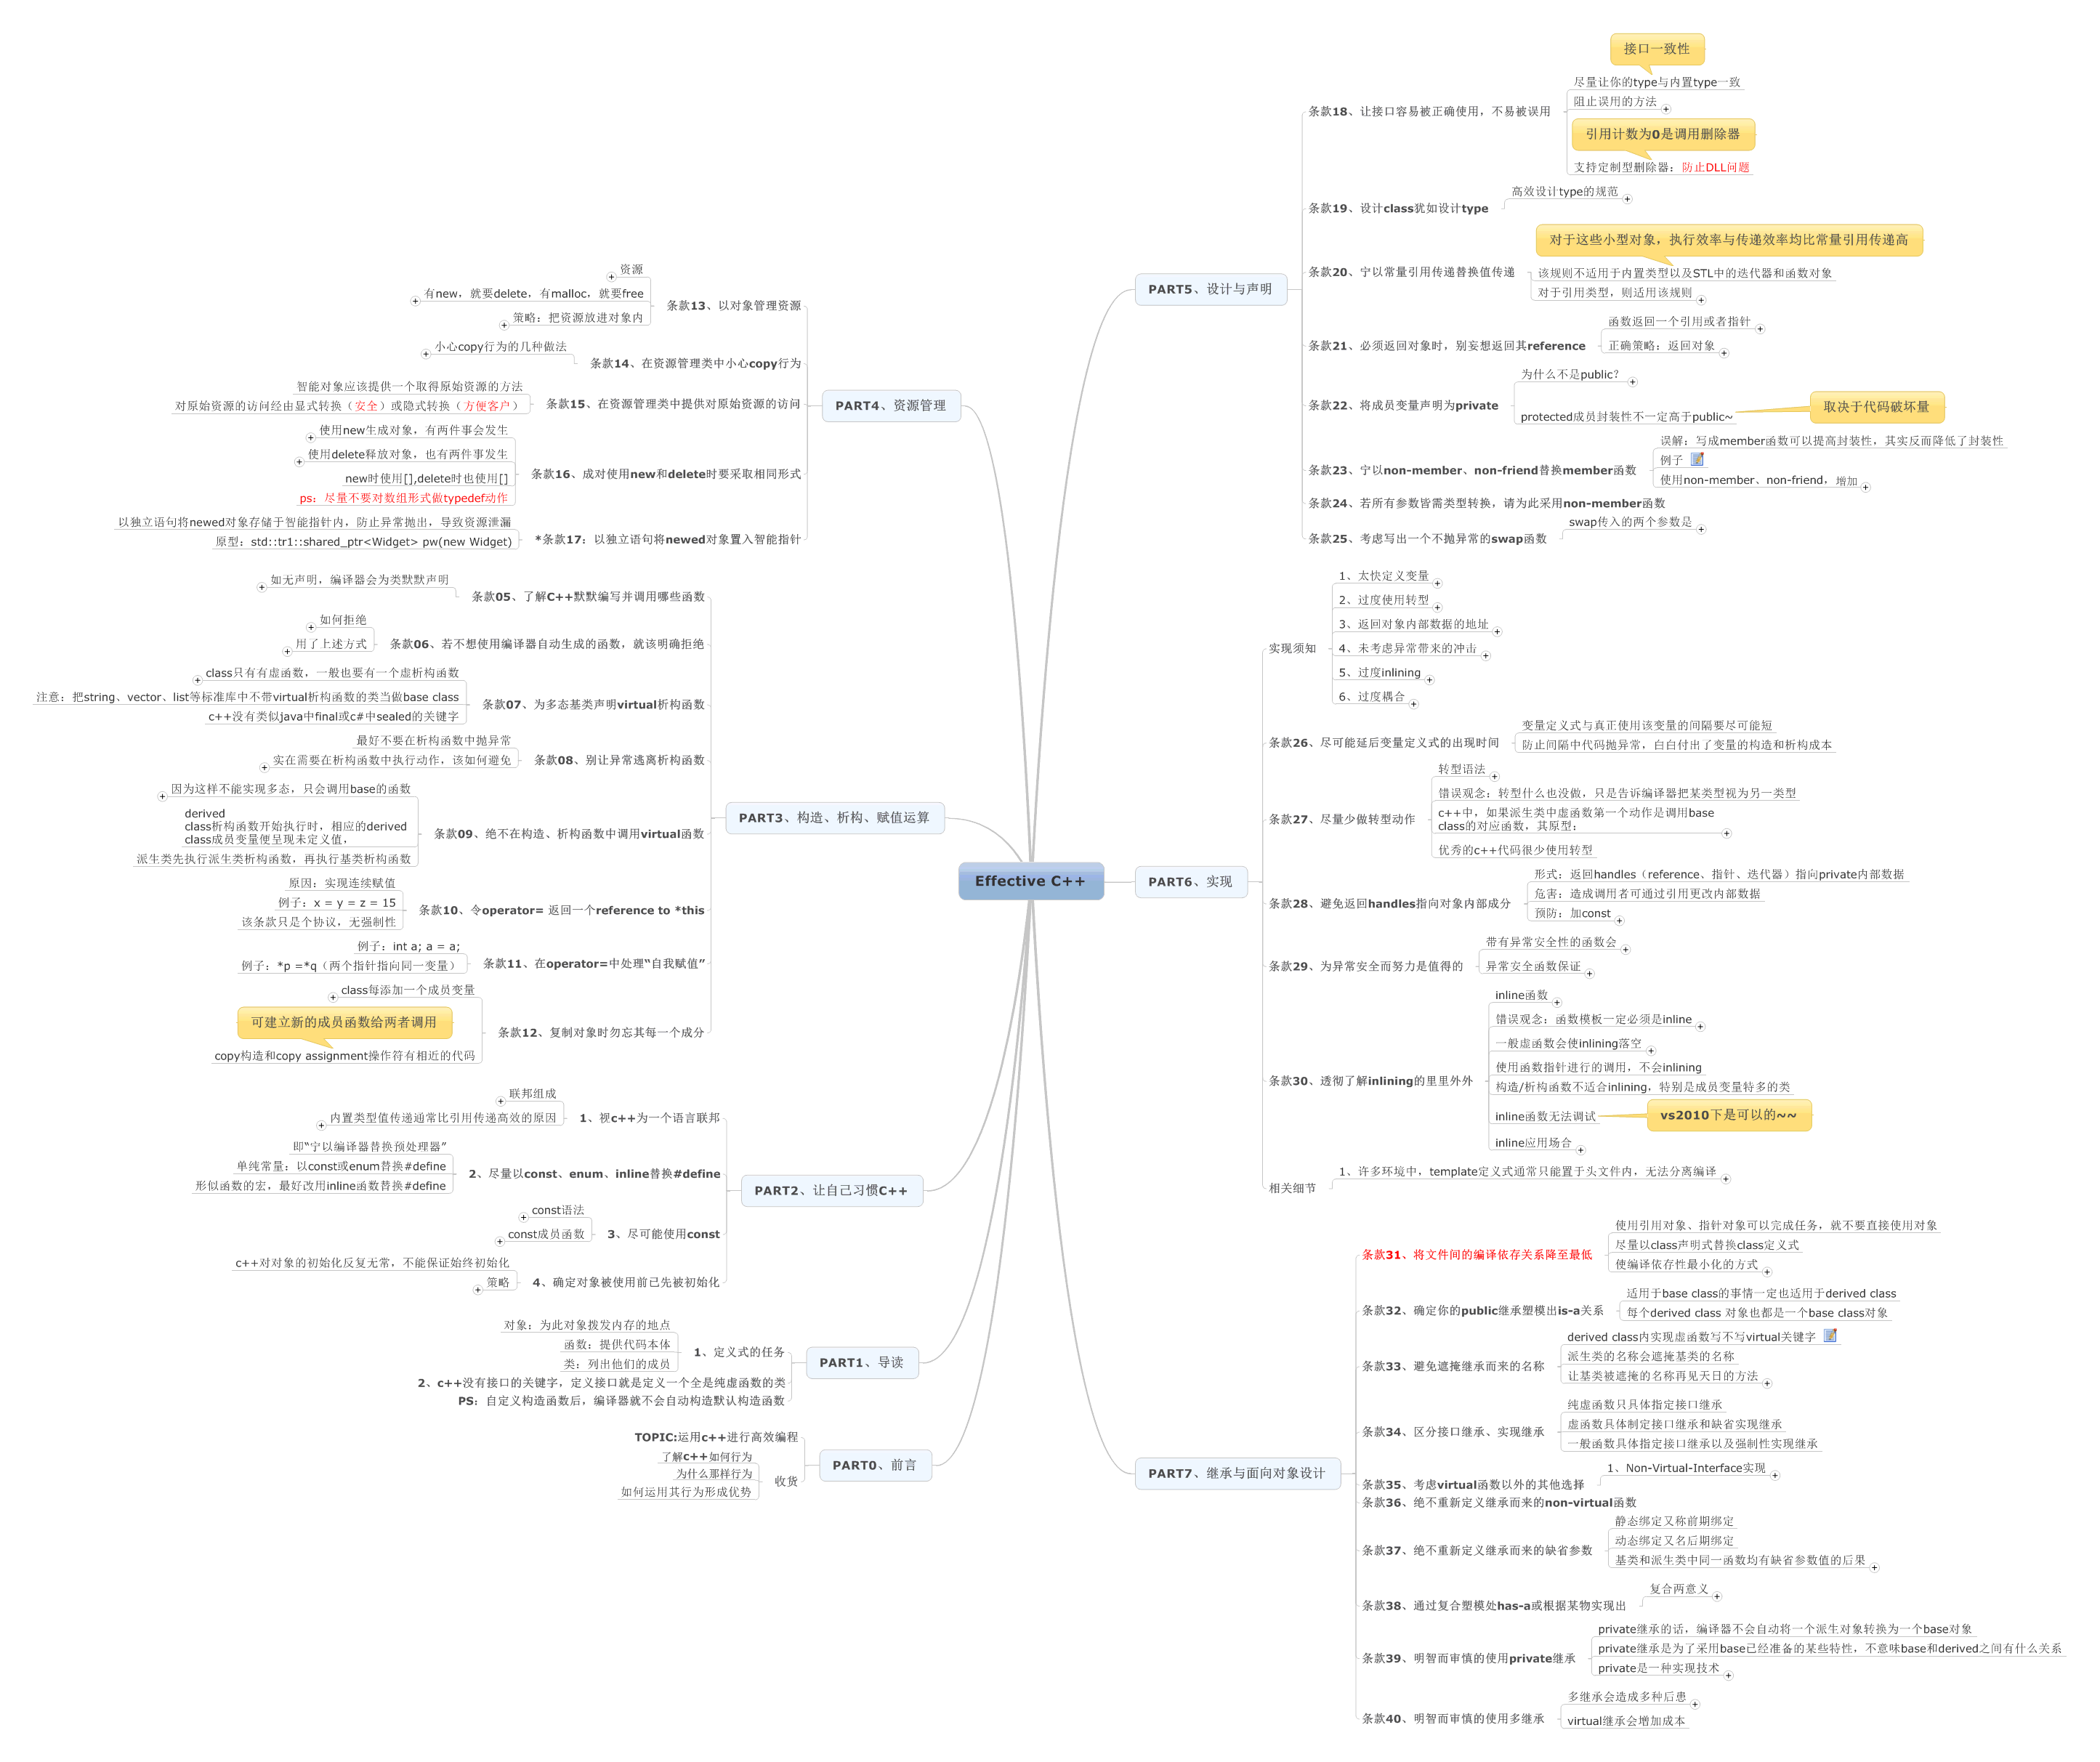 Effective C++
PART0、前言
TOPIC:运用c++进行高效编程
收货
了解c++如何行为
为什么那样行为
如何运用其行为形成优势
PART1、导读
1、定义式的任务
对象：为此对象拨发内存的地点
函数：提供代码本体
类：列出他们的成员
2、c++没有接口的关键字，定义接口就是定义一个全是纯虚函数的类
PS：自定义构造函数后，编译器就不会自动构造默认构造函数
PART2、让自己习惯C++
1、视c++为一个语言联邦
联邦组成
内置类型值传递通常比引用传递高效的原因
2、尽量以const、enum、inline替换#define
即“宁以编译器替换预处理器”
单纯常量：以const或enum替换#define
形似函数的宏，最好改用inline函数替换#define
3、尽可能使用const
const语法
const成员函数
4、确定对象被使用前已先被初始化
c++对对象的初始化反复无常，不能保证始终初始化
策略
PART3、构造、析构、赋值运算
条款05、了解C++默默编写并调用哪些函数
如无声明，编译器会为类默默声明
条款06、若不想使用编译器自动生成的函数，就该明确拒绝
如何拒绝
用了上述方式
条款07、为多态基类声明virtual析构函数
class只有有虚函数，一般也要有一个虚析构函数
注意：把string、vector、list等标准库中不带virtual析构函数的类当做base class
c++没有类似java中final或c#中sealed的关键字
条款08、别让异常逃离析构函数
最好不要在析构函数中抛异常
实在需要在析构函数中执行动作，该如何避免
条款09、绝不在构造、析构函数中调用virtual函数
因为这样不能实现多态，只会调用base的函数
derived
class析构函数开始执行时，相应的derived
class成员变量便呈现未定义值，
派生类先执行派生类析构函数，再执行基类析构函数
条款10、令operator= 返回一个reference to *this
原因：实现连续赋值
例子：x = y = z = 15
该条款只是个协议，无强制性
条款11、在operator=中处理“自我赋值”
例子：int a; a = a;
例子：*p =*q（两个指针指向同一变量）
条款12、复制对象时勿忘其每一个成分
class每添加一个成员变量
可建立新的成员函数给两者调用
copy构造和copy assignment操作符有相近的代码
PART4、资源管理
条款13、以对象管理资源
资源
有new，就要delete，有malloc，就要free
策略：把资源放进对象内
条款14、在资源管理类中小心copy行为
小心copy行为的几种做法
条款15、在资源管理类中提供对原始资源的访问
智能对象应该提供一个取得原始资源的方法
对原始资源的访问经由显式转换（安全）或隐式转换（方便客户）
条款16、成对使用new和delete时要采取相同形式
使用new生成对象，有两件事会发生
使用delete释放对象，也有两件事发生
new时使用[],delete时也使用[]
ps：尽量不要对数组形式做typedef动作
*条款17：以独立语句将newed对象置入智能指针
以独立语句将newed对象存储于智能指针内，防止异常抛出，导致资源泄漏
原型：std::tr1::shared_ptr<Widget> pw(new Widget)
PART5、设计与声明
条款18、让接口容易被正确使用，不易被误用
接口一致性
尽量让你的type与内置type一致
阻止误用的方法
引用计数为0是调用删除器
支持定制型删除器：防止DLL问题
条款19、设计class犹如设计type
高效设计type的规范
条款20、宁以常量引用传递替换值传递
对于这些小型对象，执行效率与传递效率均比常量引用传递高
该规则不适用于内置类型以及STL中的迭代器和函数对象
对于引用类型，则适用该规则
条款21、必须返回对象时，别妄想返回其reference
函数返回一个引用或者指针
正确策略：返回对象
条款22、将成员变量声明为private
为什么不是public？
protected成员封装性不一定高于public~
取决于代码破坏量
条款23、宁以non-member、non-friend替换member函数
误解：写成member函数可以提高封装性，其实反而降低了封装性
例子
使用non-member、non-friend，增加
条款24、若所有参数皆需类型转换，请为此采用non-member函数
条款25、考虑写出一个不抛异常的swap函数
swap传入的两个参数是
PART6、实现
实现须知
1、太快定义变量
2、过度使用转型
3、返回对象内部数据的地址
4、未考虑异常带来的冲击
5、过度inlining
6、过度耦合
条款26、尽可能延后变量定义式的出现时间
变量定义式与真正使用该变量的间隔要尽可能短
防止间隔中代码抛异常，白白付出了变量的构造和析构成本
条款27、尽量少做转型动作
转型语法
错误观念：转型什么也没做，只是告诉编译器把某类型视为另一类型
c++中，如果派生类中虚函数第一个动作是调用base
class的对应函数，其原型：
优秀的c++代码很少使用转型
条款28、避免返回handles指向对象内部成分
形式：返回handles（reference、指针、迭代器）指向private内部数据
危害：造成调用者可通过引用更改内部数据
预防：加const
条款29、为异常安全而努力是值得的
带有异常安全性的函数会
异常安全函数保证
条款30、透彻了解inlining的里里外外
inline函数
错误观念：函数模板一定必须是inline
一般虚函数会使inlining落空
使用函数指针进行的调用，不会inlining
构造/析构函数不适合inlining，特别是成员变量特多的类
inline函数无法调试
vs2010下是可以的~~
inline应用场合
相关细节
1、许多环境中，template定义式通常只能置于头文件内，无法分离编译
PART7、继承与面向对象设计
条款31、将文件间的编译依存关系降至最低
使用引用对象、指针对象可以完成任务，就不要直接使用对象
尽量以class声明式替换class定义式
使编译依存性最小化的方式
条款32、确定你的public继承塑模出is-a关系
适用于base class的事情一定也适用于derived class
每个derived class 对象也都是一个base class对象
条款33、避免遮掩继承而来的名称
derived class内实现虚函数写不写virtual关键字
派生类的名称会遮掩基类的名称
让基类被遮掩的名称再见天日的方法
条款34、区分接口继承、实现继承
纯虚函数只具体指定接口继承
虚函数具体制定接口继承和缺省实现继承
一般函数具体指定接口继承以及强制性实现继承
条款35、考虑virtual函数以外的其他选择
1、Non-Virtual-Interface实现
条款36、绝不重新定义继承而来的non-virtual函数
条款37、绝不重新定义继承而来的缺省参数
静态绑定又称前期绑定
动态绑定又名后期绑定
基类和派生类中同一函数均有缺省参数值的后果
条款38、通过复合塑模处has-a或根据某物实现出
复合两意义
条款39、明智而审慎的使用private继承
private继承的话，编译器不会自动将一个派生对象转换为一个base对象
private继承是为了采用base已经准备的某些特性，不意味base和derived之间有什么关系
private是一种实现技术
条款40、明智而审慎的使用多继承
多继承会造成多种后患
virtual继承会增加成本